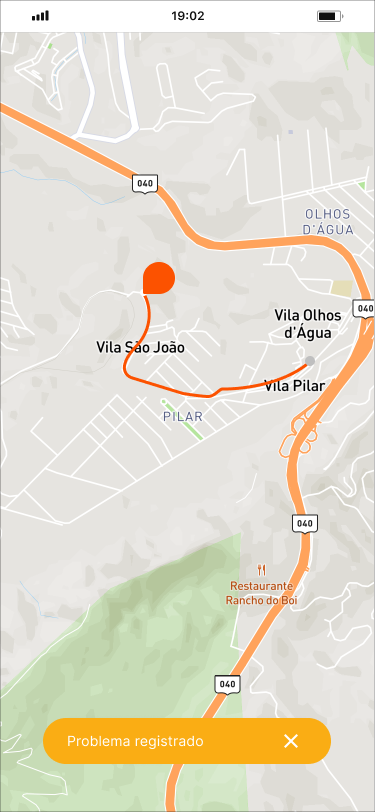 19:02
040
OLHOS
D'ÁGUA
040
Vila Olhos
d'Água
Vila São João
Vila Pilar
PILAR
040
Restaurante
Rancho do Boi
040
Problema registrado